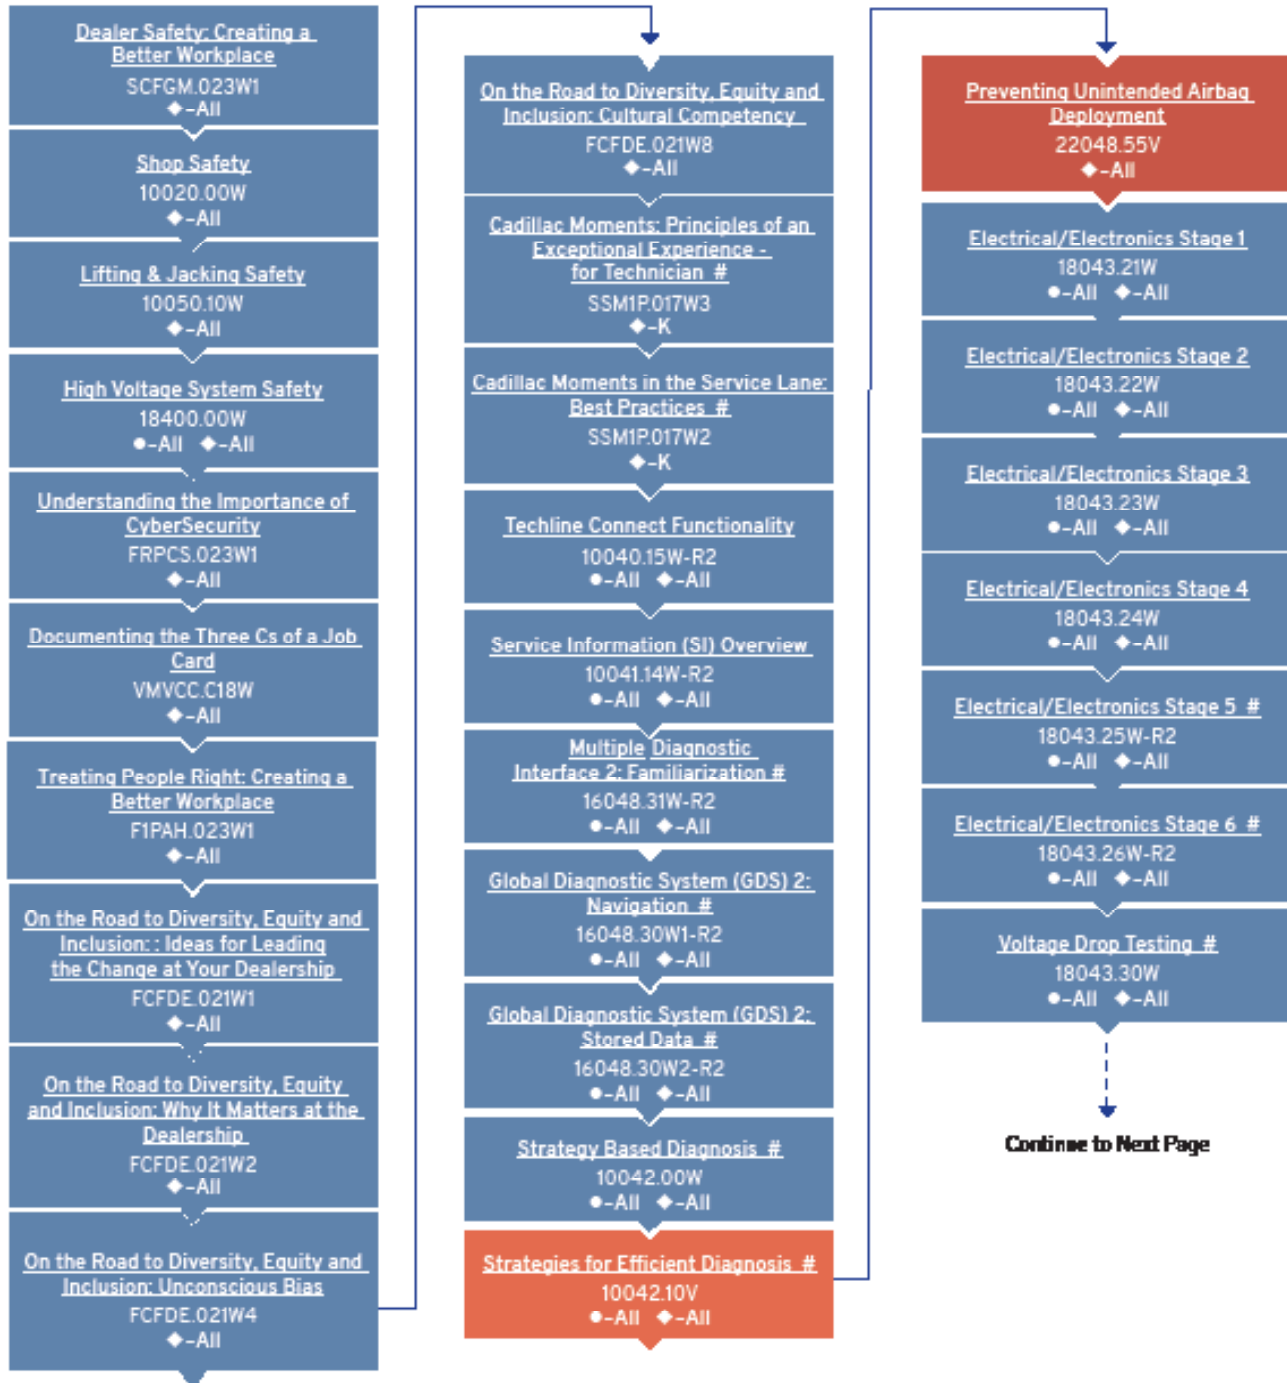 Dealer Safety: Creating a
Better Workplace
SCFGM.023W1
◆-All
Shop Safety
10020.00W
◆-All
Lifting & Jacking Safety
10050.10W
◆-All
High Voltage System Safety
18400.00W
●-All ◆-All
Understanding the Importance of
CyberSecurity
FRPCS.023W1
◆-All
Documenting the Three Cs of a Job
Card
VMVCC.C18W
◆-All
Treating People Right: Creating a
Better Workplace
F1PAH.023W1
◆-All
On the Road to Diversity, Equity and
Inclusion: : Ideas for Leading
the Change at Your Dealership
FCFDE.021W1
◆-All
On the Road to Diversity, Equity
and Inclusion: Why It Matters at the
Dealership
FCFDE.021W2
◆-All
On the Road to Diversity, Equity and
Inclusion: Unconscious Bias
FCFDE.021W4
◆-All
On the Road to Diversity, Equity and
Inclusion: Cultural Competency
FCFDE.021W8
◆-All
Cadillac Moments: Principles of an
Exceptional Experience -
for Technician #
SSM1P.017W3
◆-K
Cadillac Moments in the Service Lane:
Best Practices #
SSM1P.017W2
◆-K
Techline Connect Functionality
10040.15W-R2
●-All ◆-All
Service Information (SI) Overview
10041.14W-R2
●-All ◆-All
Multiple Diagnostic
Interface 2: Familiarization #
16048.31W-R2
●-All ◆-All
Global Diagnostic System (GDS) 2:
Navigation #
16048.30W1-R2
●-All ◆-All
Global Diagnostic System (GDS) 2:
Stored Data #
16048.30W2-R2
●-All ◆-All
Strategy Based Diagnosis #
10042.00W
●-All ◆-All
Strategies for Efficient Diagnosis #
10042.10V
●-All ◆-All
Preventing Unintended Airbag
Deployment
22048.55V
◆-All
Electrical/Electronics Stage 1
18043.21W
●-All ◆-All
Electrical/Electronics Stage 2
18043.22W
●-All ◆-All
Electrical/Electronics Stage 3
18043.23W
●-All ◆-All
Electrical/Electronics Stage 4
18043.24W
●-All ◆-All
Electrical/Electronics Stage 5 #
18043.25W-R2
●-All ◆-All
Electrical/Electronics Stage 6 #
18043.26W-R2
●-All ◆-All
Voltage Drop Testing #
18043.30W
●-All ◆-All
Continue to Next Page